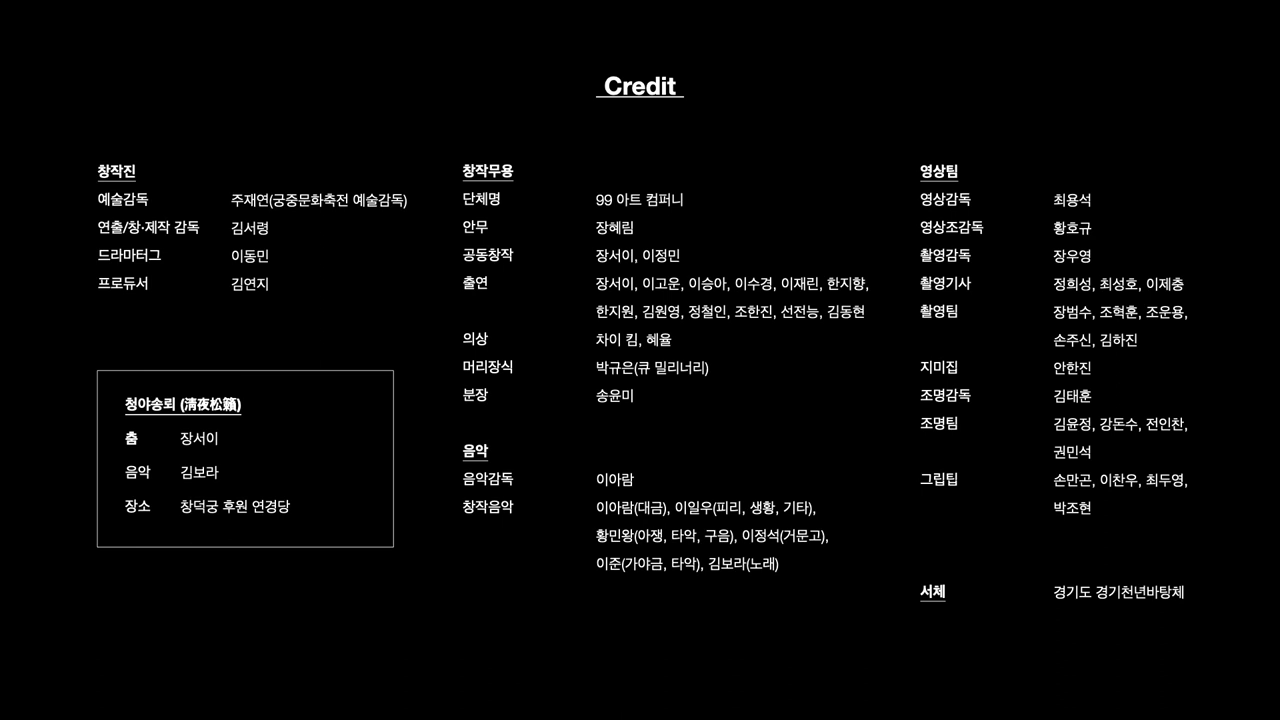 Credit
창작진
예술감독 주재연(궁중문화축전 예술감독)
연출/창·제작 감독 김서령
드라마터그 이동민
프로듀서 김연지
청야송뢰 (淸夜松籟)
춤 장서이
음악 김보라
장소 창덕궁 후원 연경당
창작무용
단체명 99 아트 컴퍼니
안무 장혜림
공동창작 장서이, 이정민
출연 장서이, 이고운, 이승아, 이수경, 이재린, 한지향,
한지원, 김원영, 정철인, 조한진, 선전능, 김동현
의상 차이 킴, 혜율
머리장식 박규은(큐 밀리너리)
분장 송윤미
음악
음악감독 이아람
창작음악 이아람(대금), 이일우(피리, 생황, 기타),
황민왕(아쟁, 타악, 구음), 이정석(거문고),
이준(가야금, 타악), 김보라(노래)
영상팀
영상감독 최용석
영상조감독 황호규
촬영감독 장우영
촬영기사 정희성, 최성호, 이제충
촬영팀 장범수, 조혁훈, 조운용,
손주신, 김하진
지미집 안한진
조명감독 김태훈
조명팀 김윤정, 강돈수, 전인찬,
권민석
그립팁 손만곤, 이찬우, 최두영,
박조현
서체 경기도 경기천년바탕체